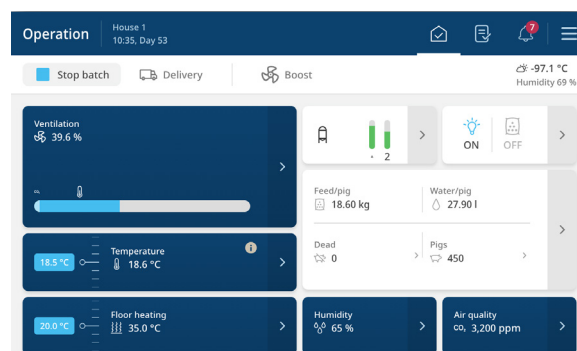 Operation
House 1
10:35, Day 53
7
Stop batch
Delivery
Boost
-97.1 °C
Humidity 69 %
Ventilation
39.6 %
Temperature
18.5 °C
18.6 °C
Floor heating
20.0 °C
35.0 °C
- 2
ON
OFF
Feed/pig
18.60 kg
Water/pig
27.90 l
Dead
0
Pigs
450
Humidity
65 %
Air quality
CO₂ 3,200 ppm